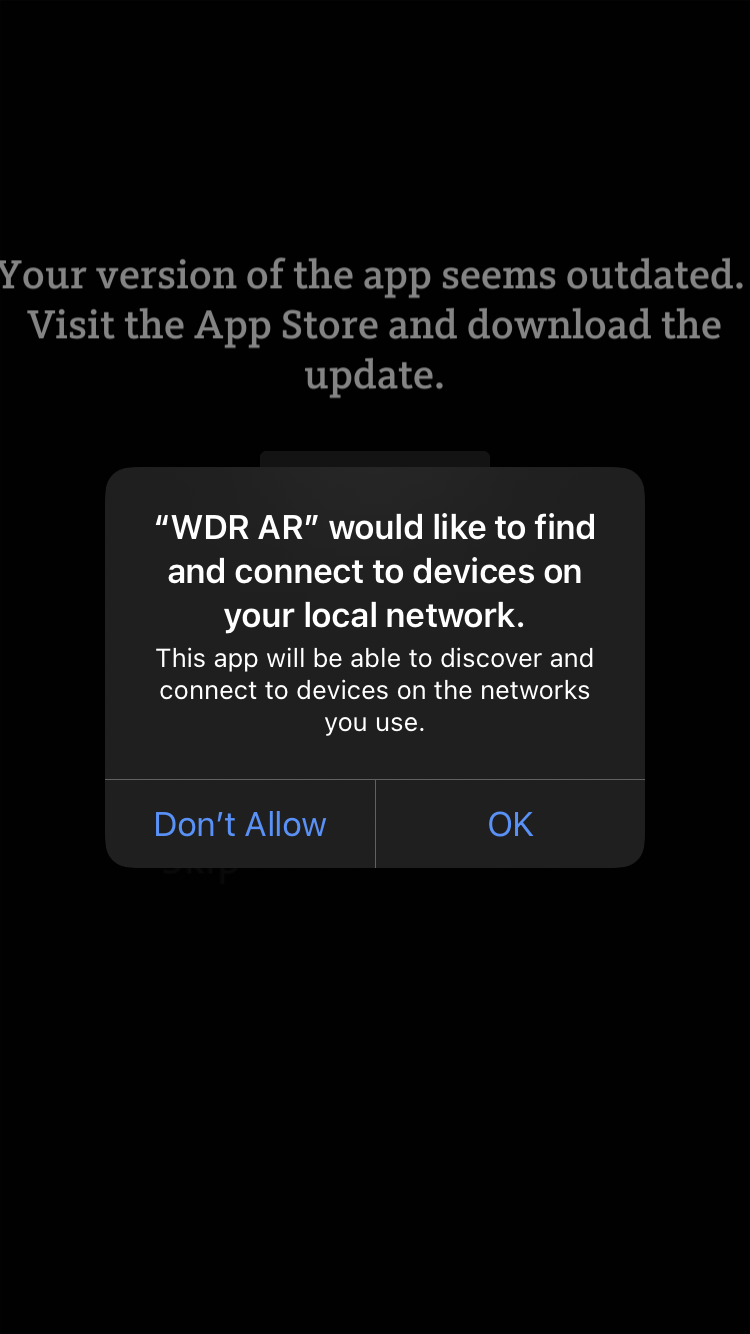 Your version of the app seems outdated.
Visit the App Store and download the
update.
“WDR AR” would like to find
and connect to devices on
your local network.
This app will be able to discover and
connect to devices on the networks
you use.
Don’t Allow
OK
Skip